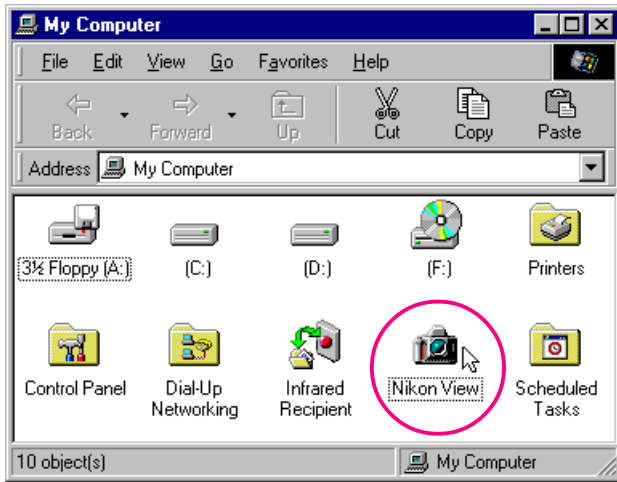 My Computer
File Edit View Go Favorites Help
Back Forward Up Cut Copy Paste
Address My Computer
3½ Floppy (A:) (C:) (D:) (F:) Printers
Control Panel Dial-Up Networking Infrared Recipient Nikon View Scheduled Tasks
10 object(s) My Computer